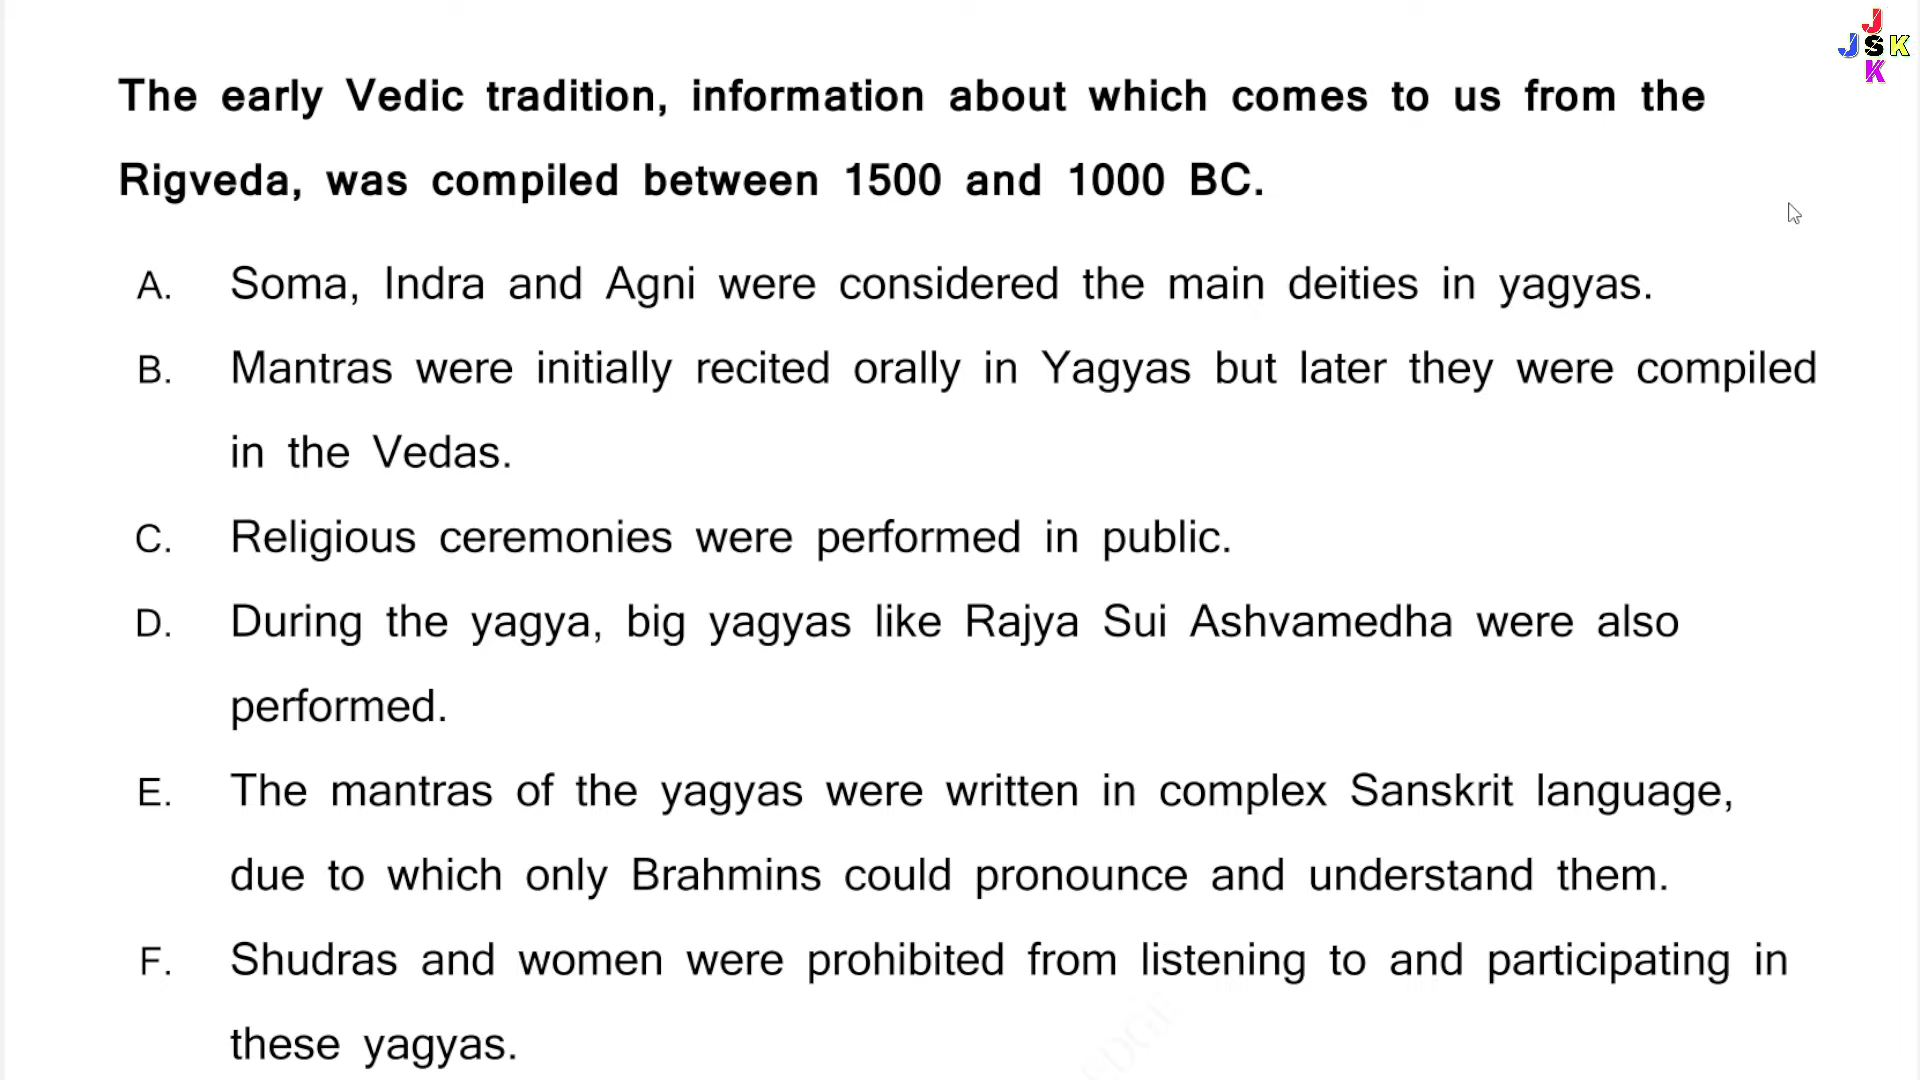 J
JSK
K
The early Vedic tradition, information about which comes to us from the
Rigveda, was compiled between 1500 and 1000 BC.
A. Soma, Indra and Agni were considered the main deities in yagyas.
B. Mantras were initially recited orally in Yagyas but later they were compiled
in the Vedas.
C. Religious ceremonies were performed in public.
D. During the yagya, big yagyas like Rajya Sui Ashvamedha were also
performed.
E. The mantras of the yagyas were written in complex Sanskrit language,
due to which only Brahmins could pronounce and understand them.
F. Shudras and women were prohibited from listening to and participating in
these yagyas.